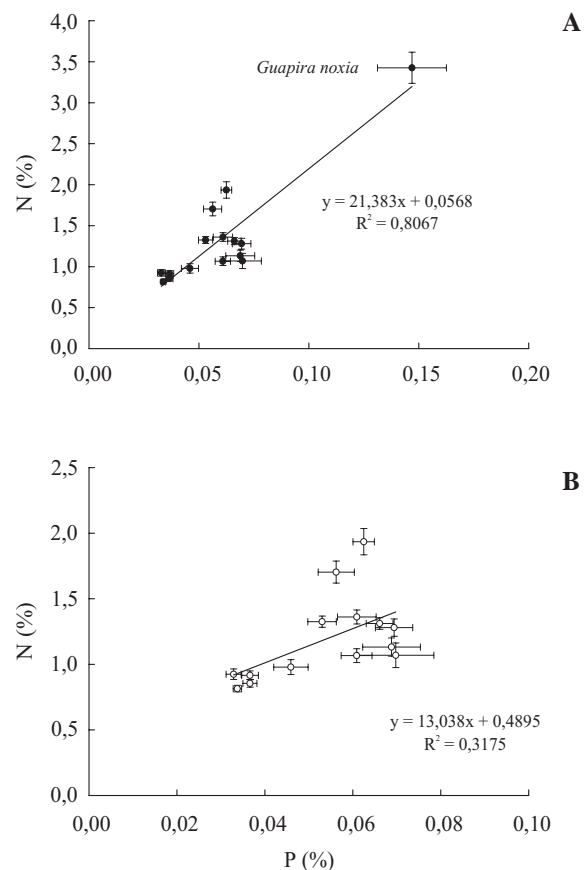 A
4,0
3,5
3,0
2,5
2,0
1,5
1,0
0,5
0,0
N (%)
Guapira noxia
y = 21,383x + 0,0568
R² = 0,8067
0,00 0,05 0,10 0,15 0,20
B
2,5
2,0
1,5
1,0
0,5
0,0
N (%)
y = 13,038x + 0,4895
R² = 0,3175
0,00 0,02 0,04 0,06 0,08 0,10
P (%)